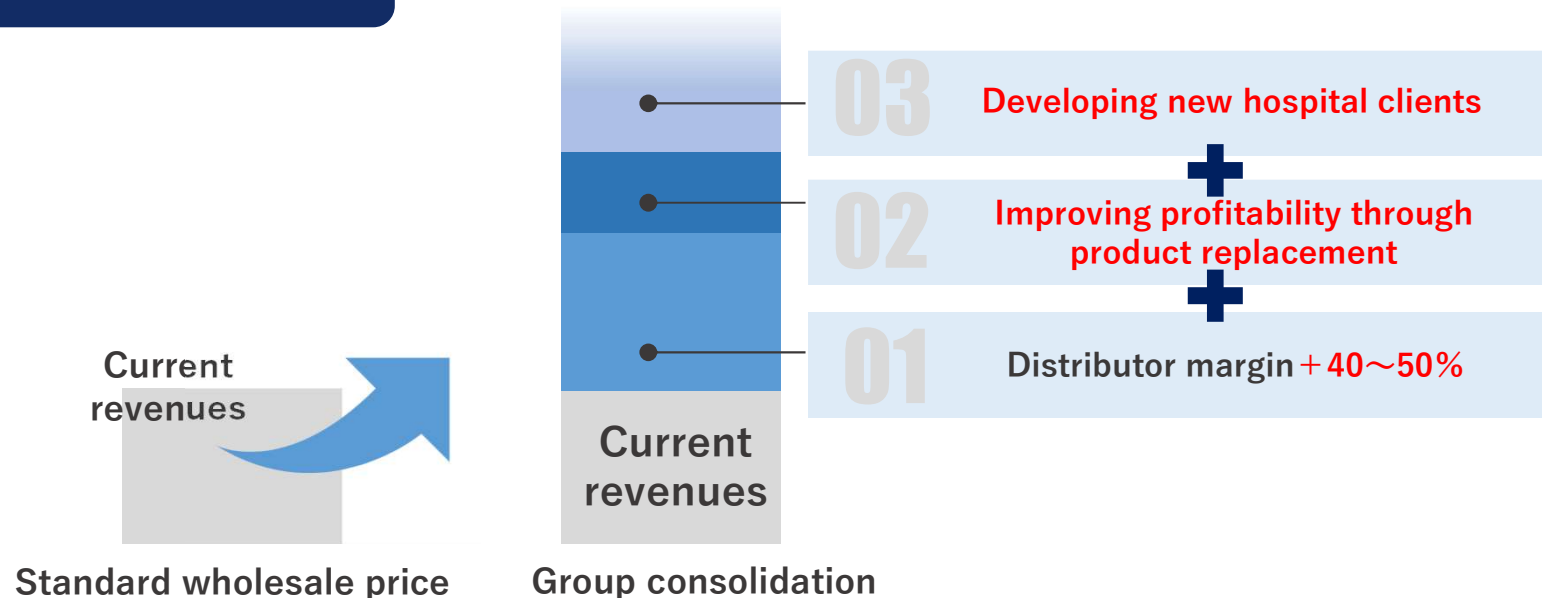 03
Developing new hospital clients
02
Improving profitability through
product replacement
01
Distributor margin＋40～50%
Current
revenues
Current
revenues
Standard wholesale price
Group consolidation